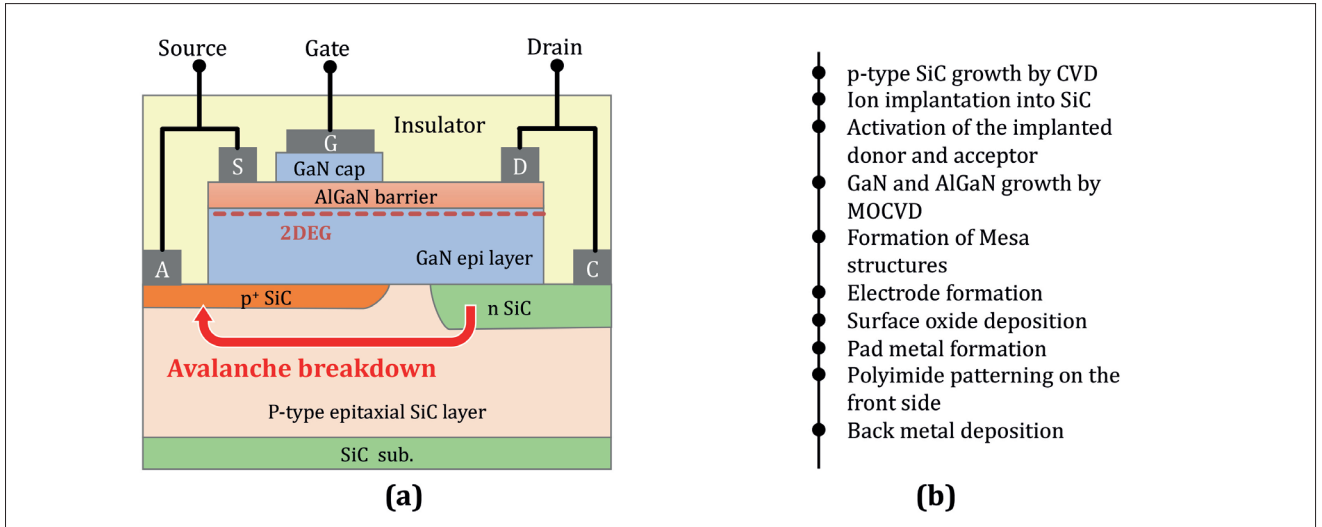 Source
Gate
Drain
Insulator
G
S
GaN cap
D
AlGaN barrier
2DEG
GaN epi layer
A
C
p⁺ SiC
n SiC
Avalanche breakdown
P-type epitaxial SiC layer
SiC sub.
(a)
p-type SiC growth by CVD
Ion implantation into SiC
Activation of the implanted
donor and acceptor
GaN and AlGaN growth by
MOCVD
Formation of Mesa
structures
Electrode formation
Surface oxide deposition
Pad metal formation
Polyimide patterning on the
front side
Back metal deposition
(b)